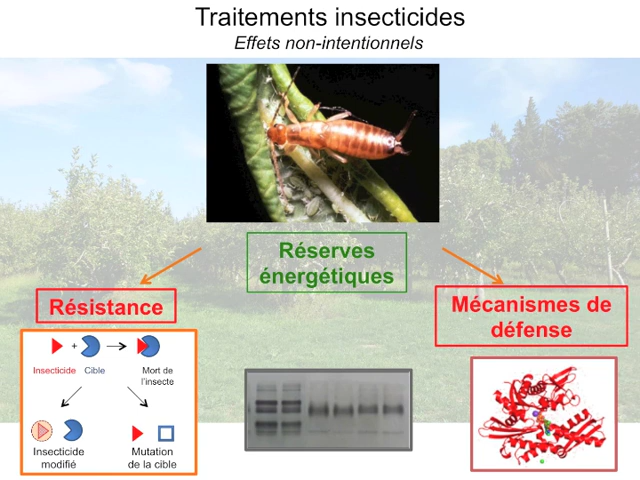 Traitements insecticides
Effets non-intentionnels
Réserves
énergétiques
Résistance
Mécanismes de
défense
+
Insecticide Cible
Mort de
l'insecte
Insecticide
modifié
Mutation
de la cible